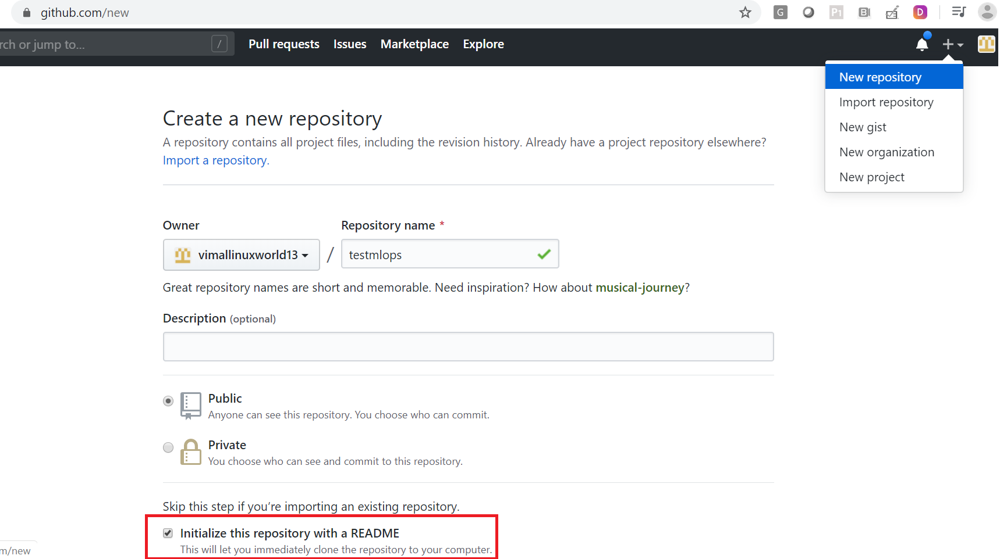 github.com/new
G P1 B D
rch or jump to... / Pull requests Issues Marketplace Explore
New repository
Import repository
New gist
New organization
New project
Create a new repository
A repository contains all project files, including the revision history. Already have a project repository elsewhere?
Import a repository.
Owner Repository name *
vimallinuxworld13 / testmlops
Great repository names are short and memorable. Need inspiration? How about musical-journey?
Description (optional)
Public
Anyone can see this repository. You choose who can commit.
Private
You choose who can see and commit to this repository.
Skip this step if you’re importing an existing repository.
Initialize this repository with a README
This will let you immediately clone the repository to your computer.
m/new